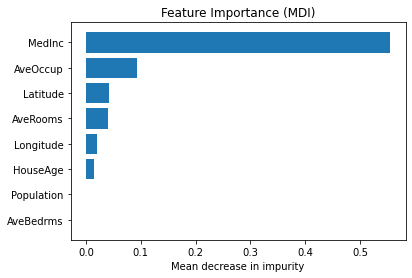 Feature Importance (MDI)
MedInc
AveOccup
Latitude
AveRooms
Longitude
HouseAge
Population
AveBedrms
0.0 0.1 0.2 0.3 0.4 0.5
Mean decrease in impurity